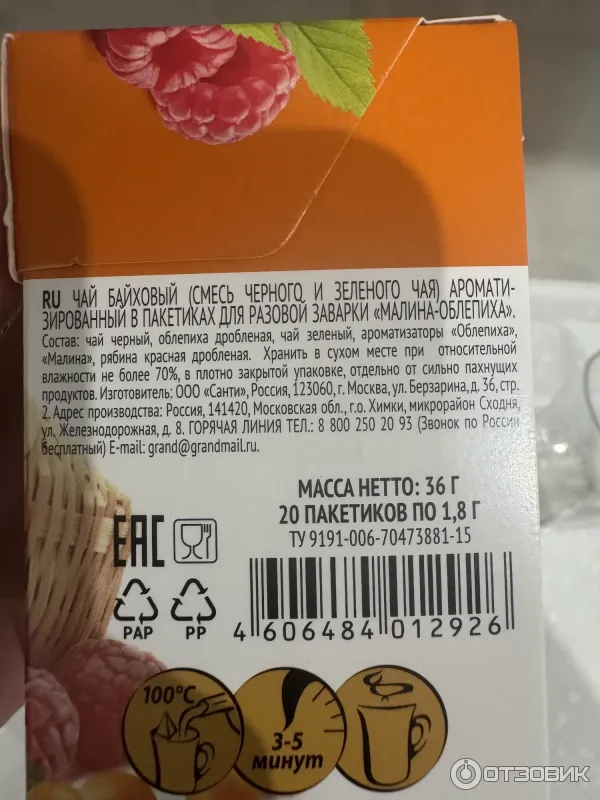 RU ЧАЙ БАЙХОВЫЙ (СМЕСЬ ЧЕРНОГО И ЗЕЛЕНОГО ЧАЯ) АРОМАТИ-
ЗИРОВАННЫЙ В ПАКЕТИКАХ ДЛЯ РАЗОВОЙ ЗАВАРКИ «МАЛИНА-ОБЛЕПИХА».
Состав: чай черный, облепиха дробленая, чай зеленый, ароматизаторы «Облепиха»,
«Малина», рябина красная дробленая. Хранить в сухом месте при относительной
влажности не более 70%, в плотно закрытой упаковке, отдельно от сильно пахнущих
продуктов. Изготовитель: ООО «Санти», Россия, 123060, г. Москва, ул. Берзарина, д. 36, стр.
2. Адрес производства: Россия, 141420, Московская обл., г.о. Химки, микрорайон Сходня,
ул. Железнодорожная, д. 8. ГОРЯЧАЯ ЛИНИЯ ТЕЛ.: 8 800 250 20 93 (Звонок по России
бесплатный) E-mail: grand@grandmail.ru.
МАССА НЕТТО: 36 Г
20 ПАКЕТИКОВ ПО 1,8 Г
ТУ 9191-006-70473881-15
EAC
PAP PP
4 606484 012926
100°C
3-5
минут
ОТЗОВИК